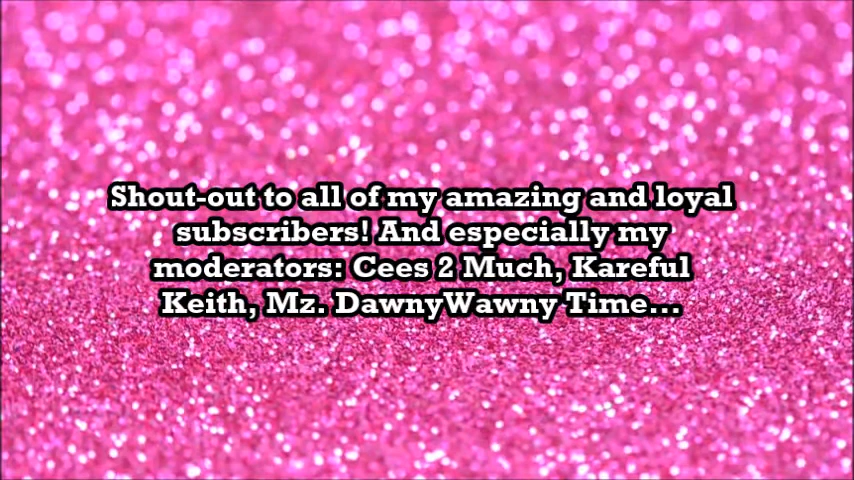 Shout-out to all of my amazing and loyal
subscribers! And especially my
moderators: Cees 2 Much, Kareful
Keith, Mz. DawnyWawny Time...